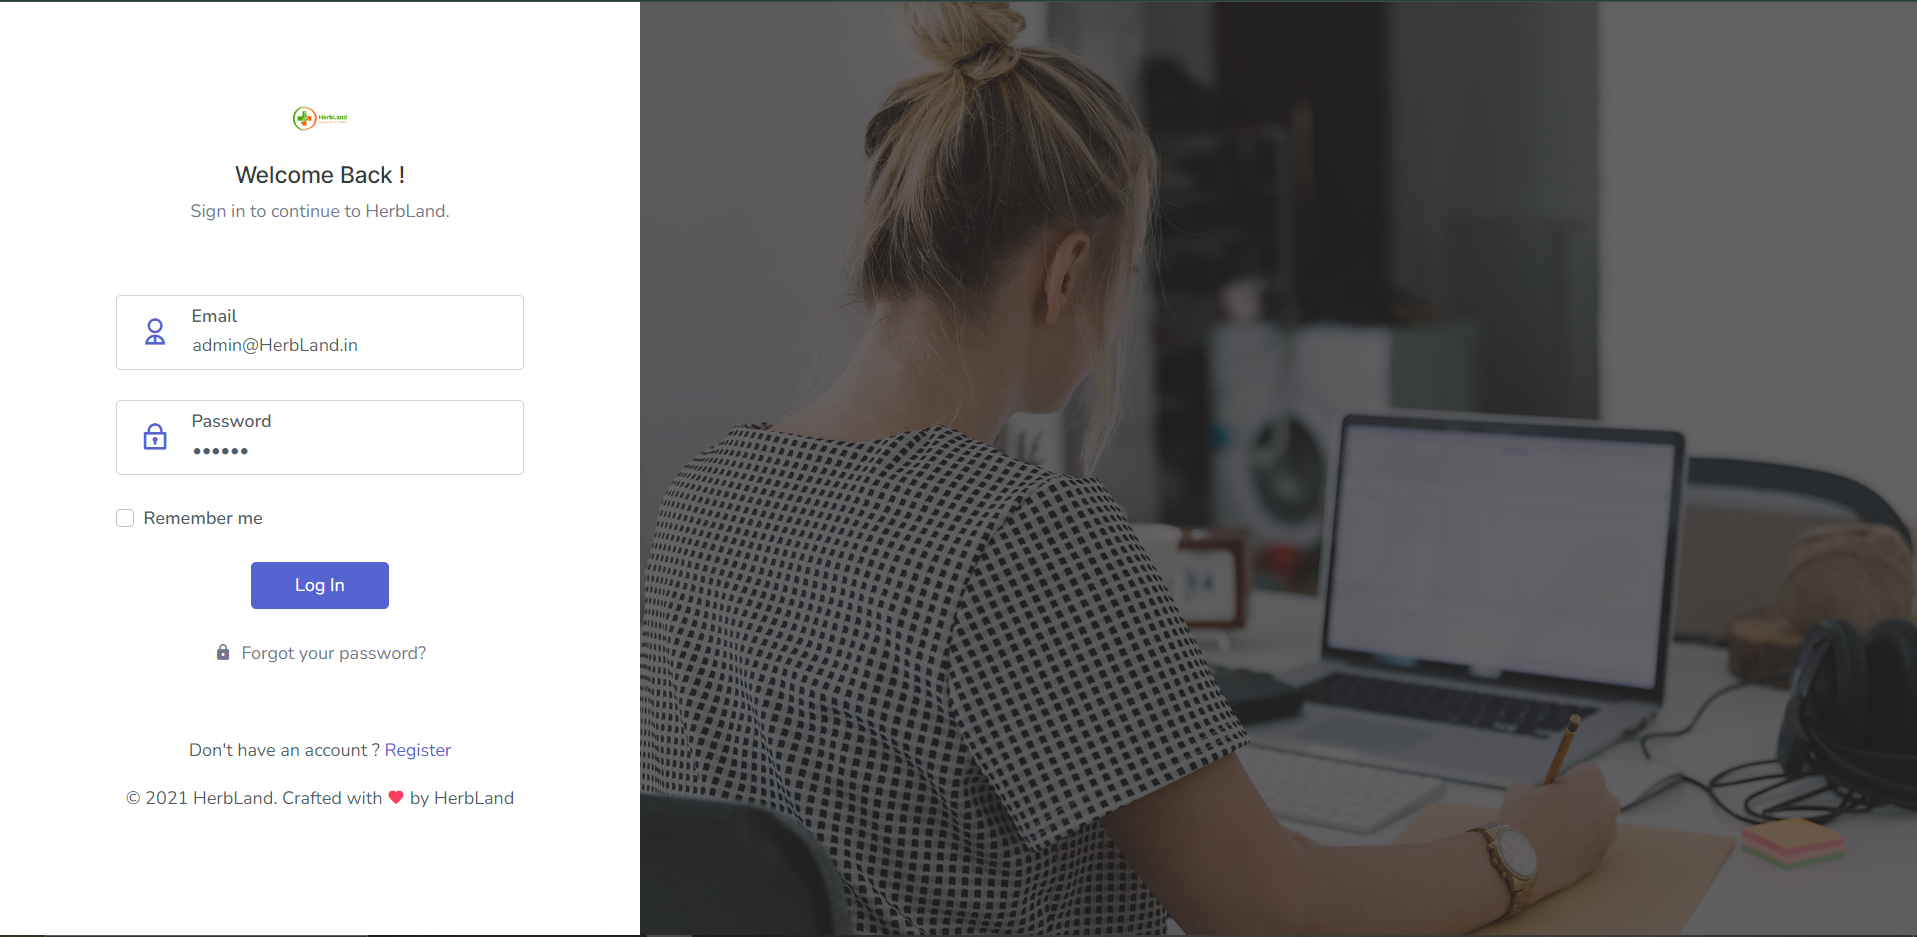 HerbLand
Welcome Back !
Sign in to continue to HerbLand.
Email
admin@HerbLand.in
Password
••••••
Remember me
Log In
Forgot your password?
Don't have an account ? Register
© 2021 HerbLand. Crafted with ❤ by HerbLand